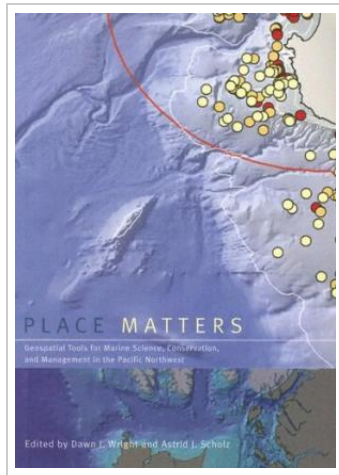 PLACE MATTERS
Geospatial Tools for Marine Science, Conservation,
and Management in the Pacific Northwest
Edited by Dawn J. Wright and Astrid J. Scholz